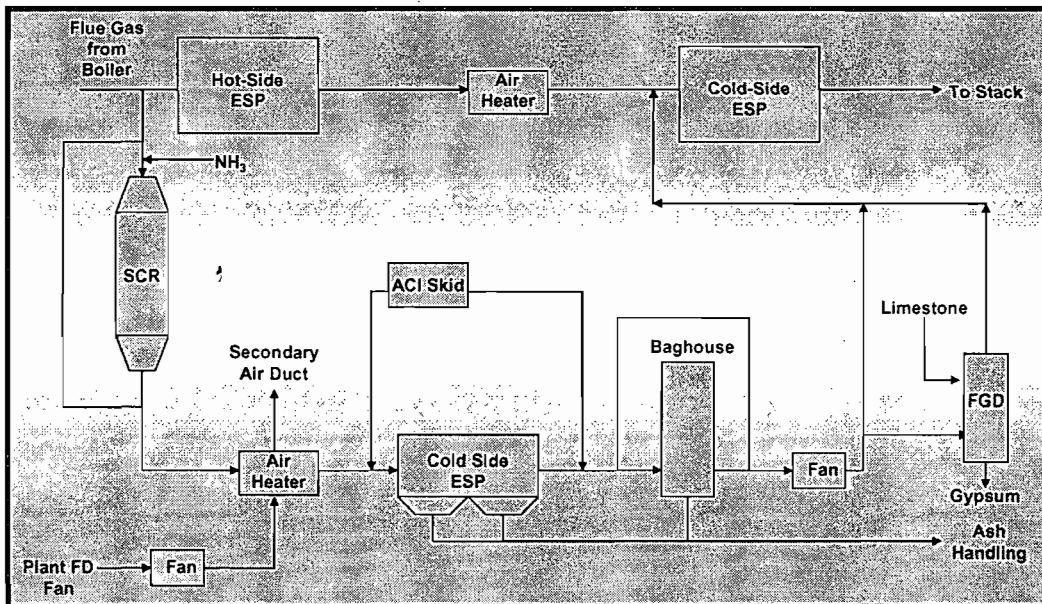 Flue Gas
from
Boiler
Hot-Side
ESP
Air
Heater
Cold-Side
ESP
To Stack
NH3
SCR
ACI Skid
Limestone
Secondary
Air Duct
Baghouse
FGD
Air
Heater
Cold Side
ESP
Fan
Gypsum
Ash
Handling
Plant FD
Fan
Fan